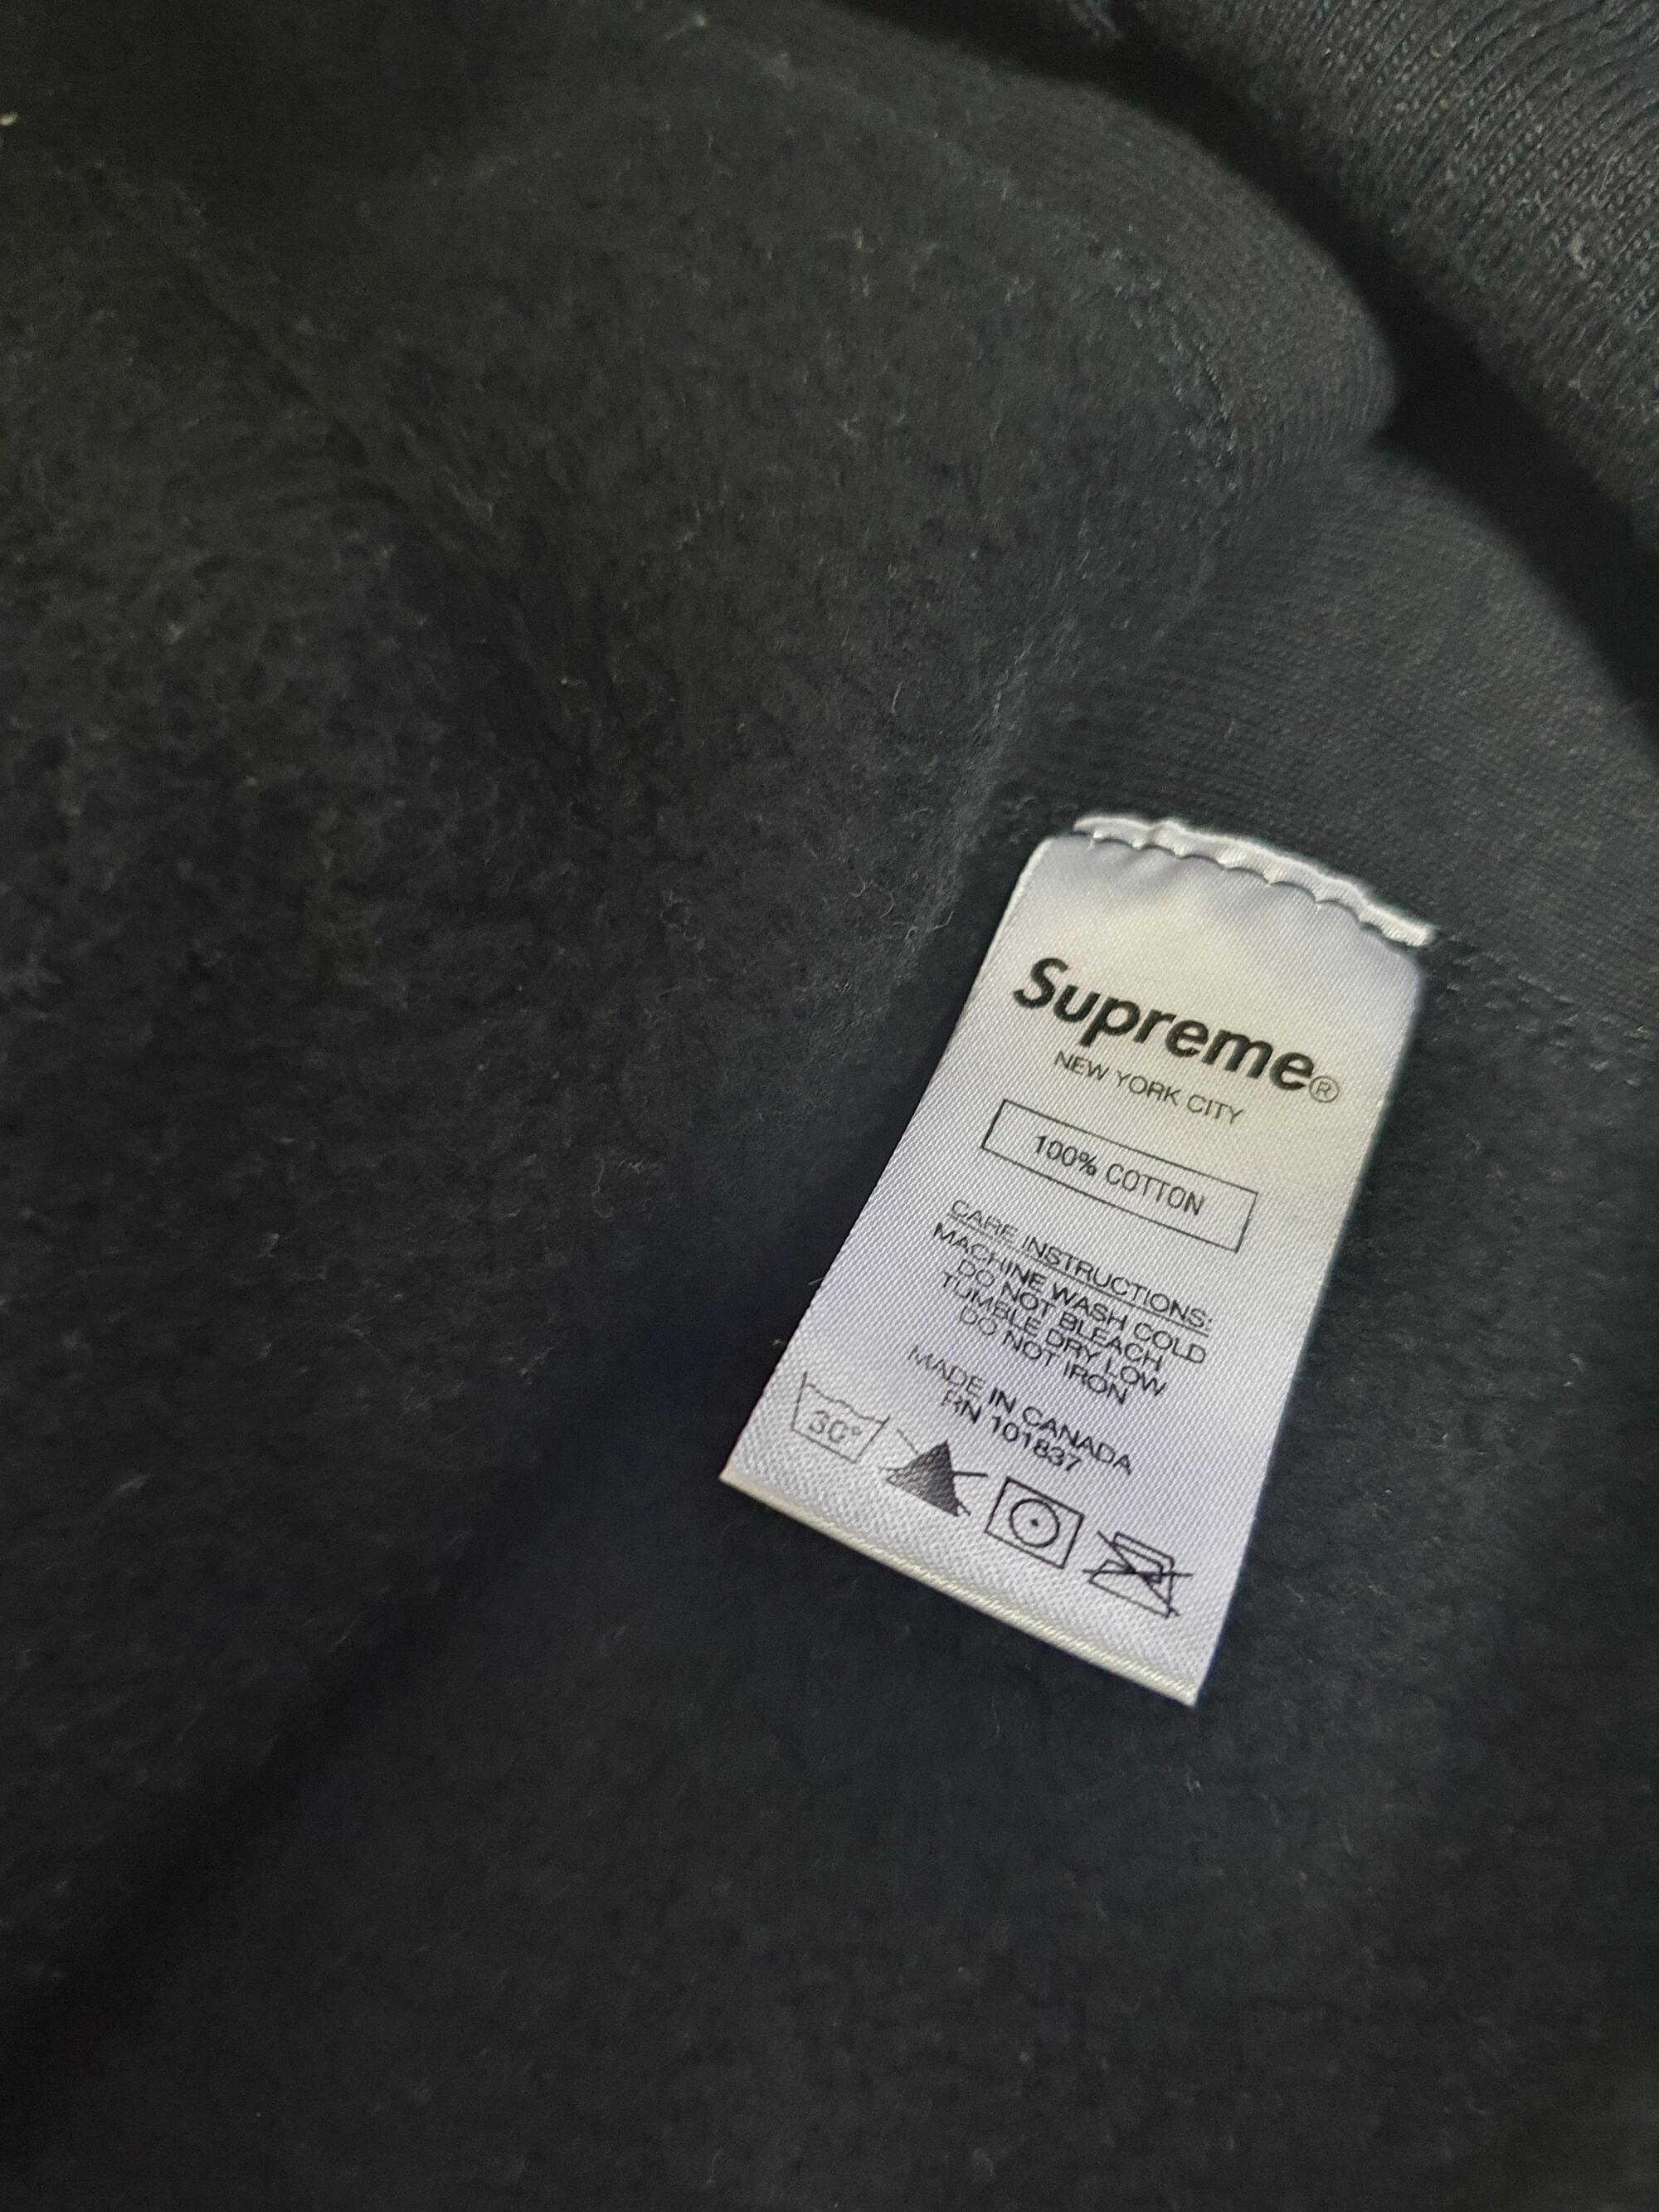 Supreme®
NEW YORK CITY
100% COTTON
CARE INSTRUCTIONS:
MACHINE WASH COLD
DO NOT BLEACH
TUMBLE DRY LOW
DO NOT IRON
MADE IN CANADA
RN 101837
30°